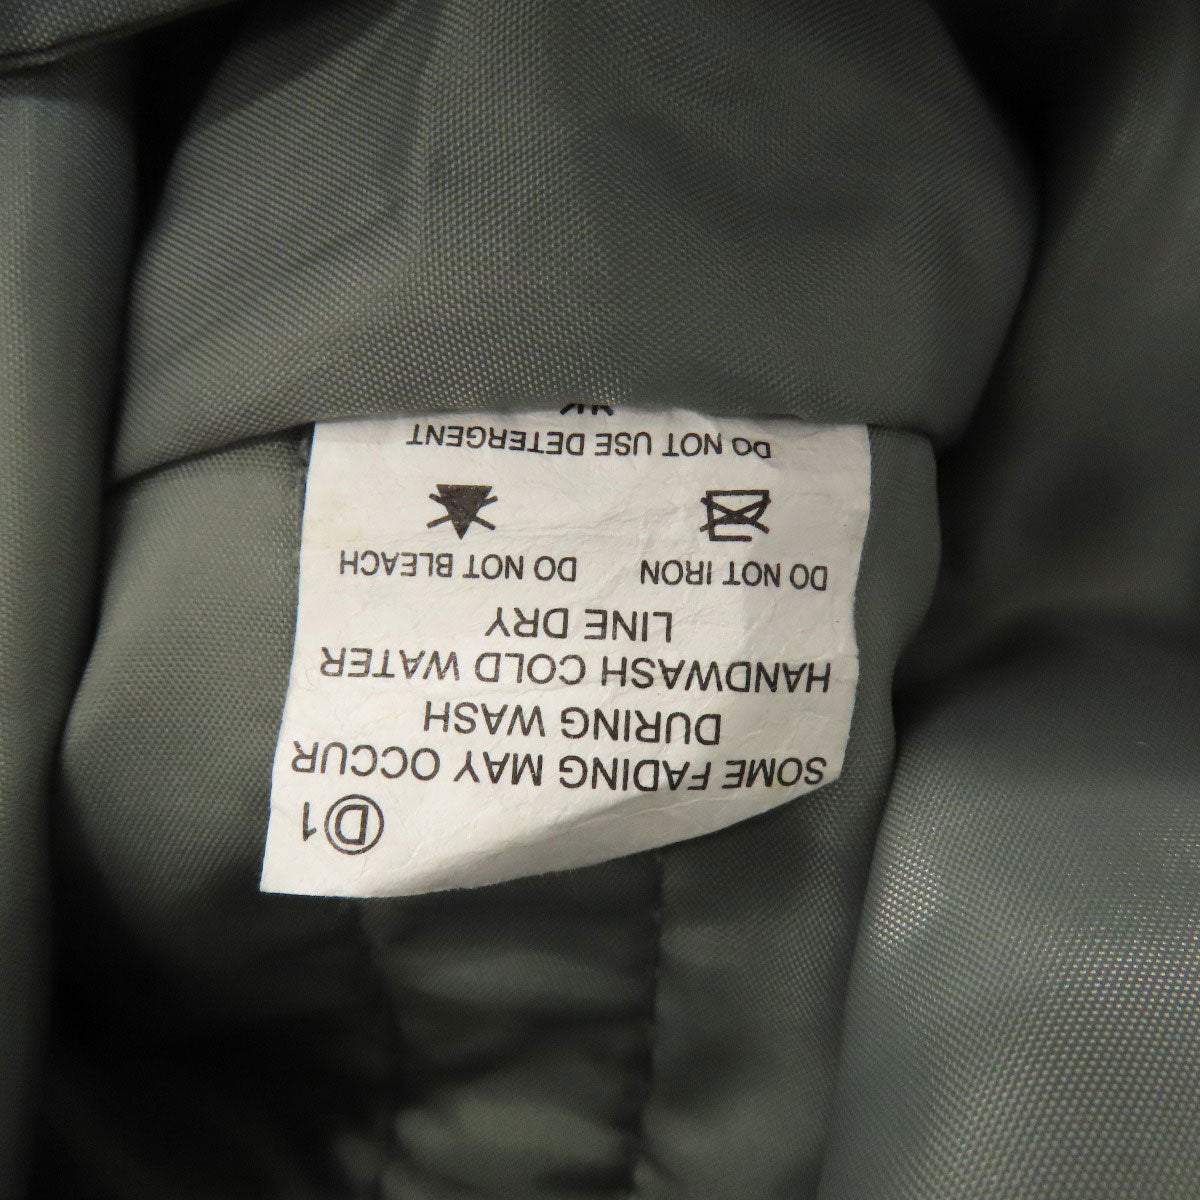 Ⓓ1
SOME FADING MAY OCCUR
DURING WASH
HANDWASH COLD WATER
LINE DRY
DO NOT IRON DO NOT BLEACH
DO NOT USE DETERGENT